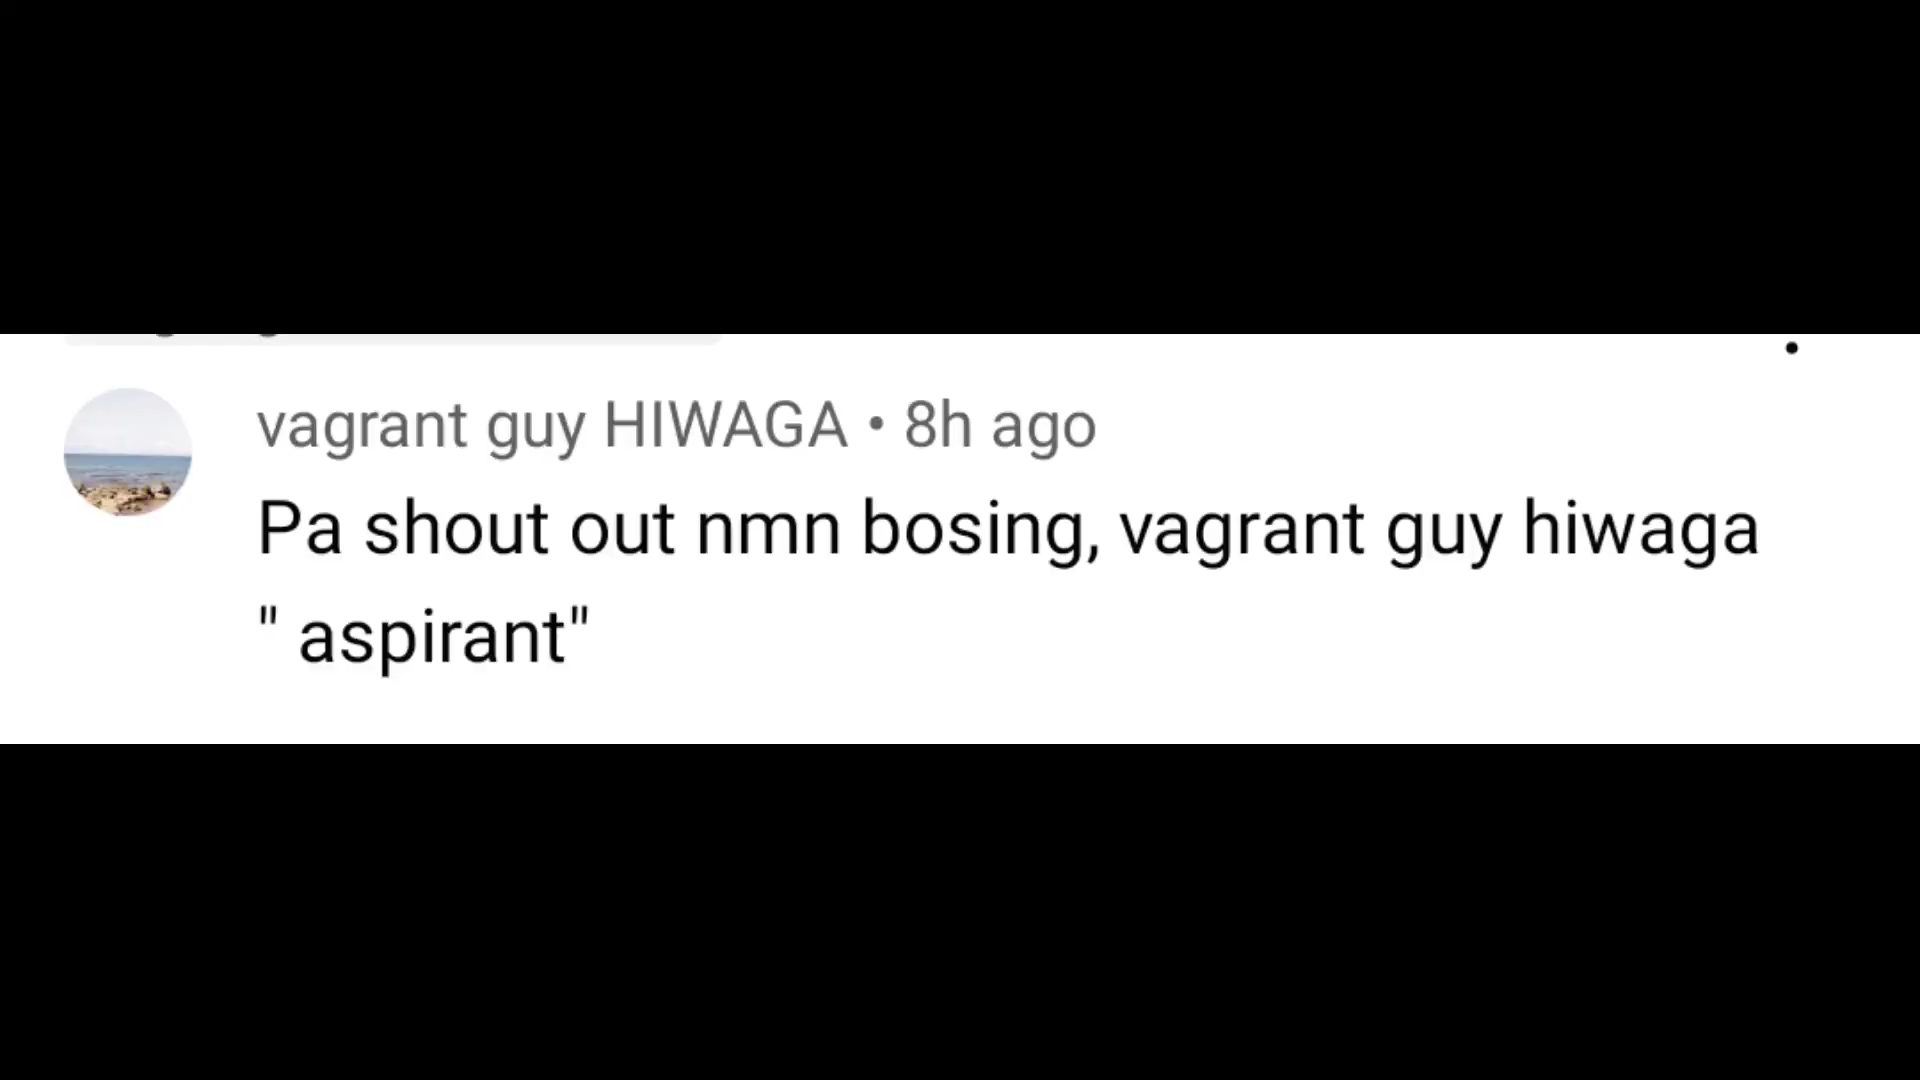 vagrant guy HIWAGA • 8h ago
Pa shout out nmn bosing, vagrant guy hiwaga
" aspirant"